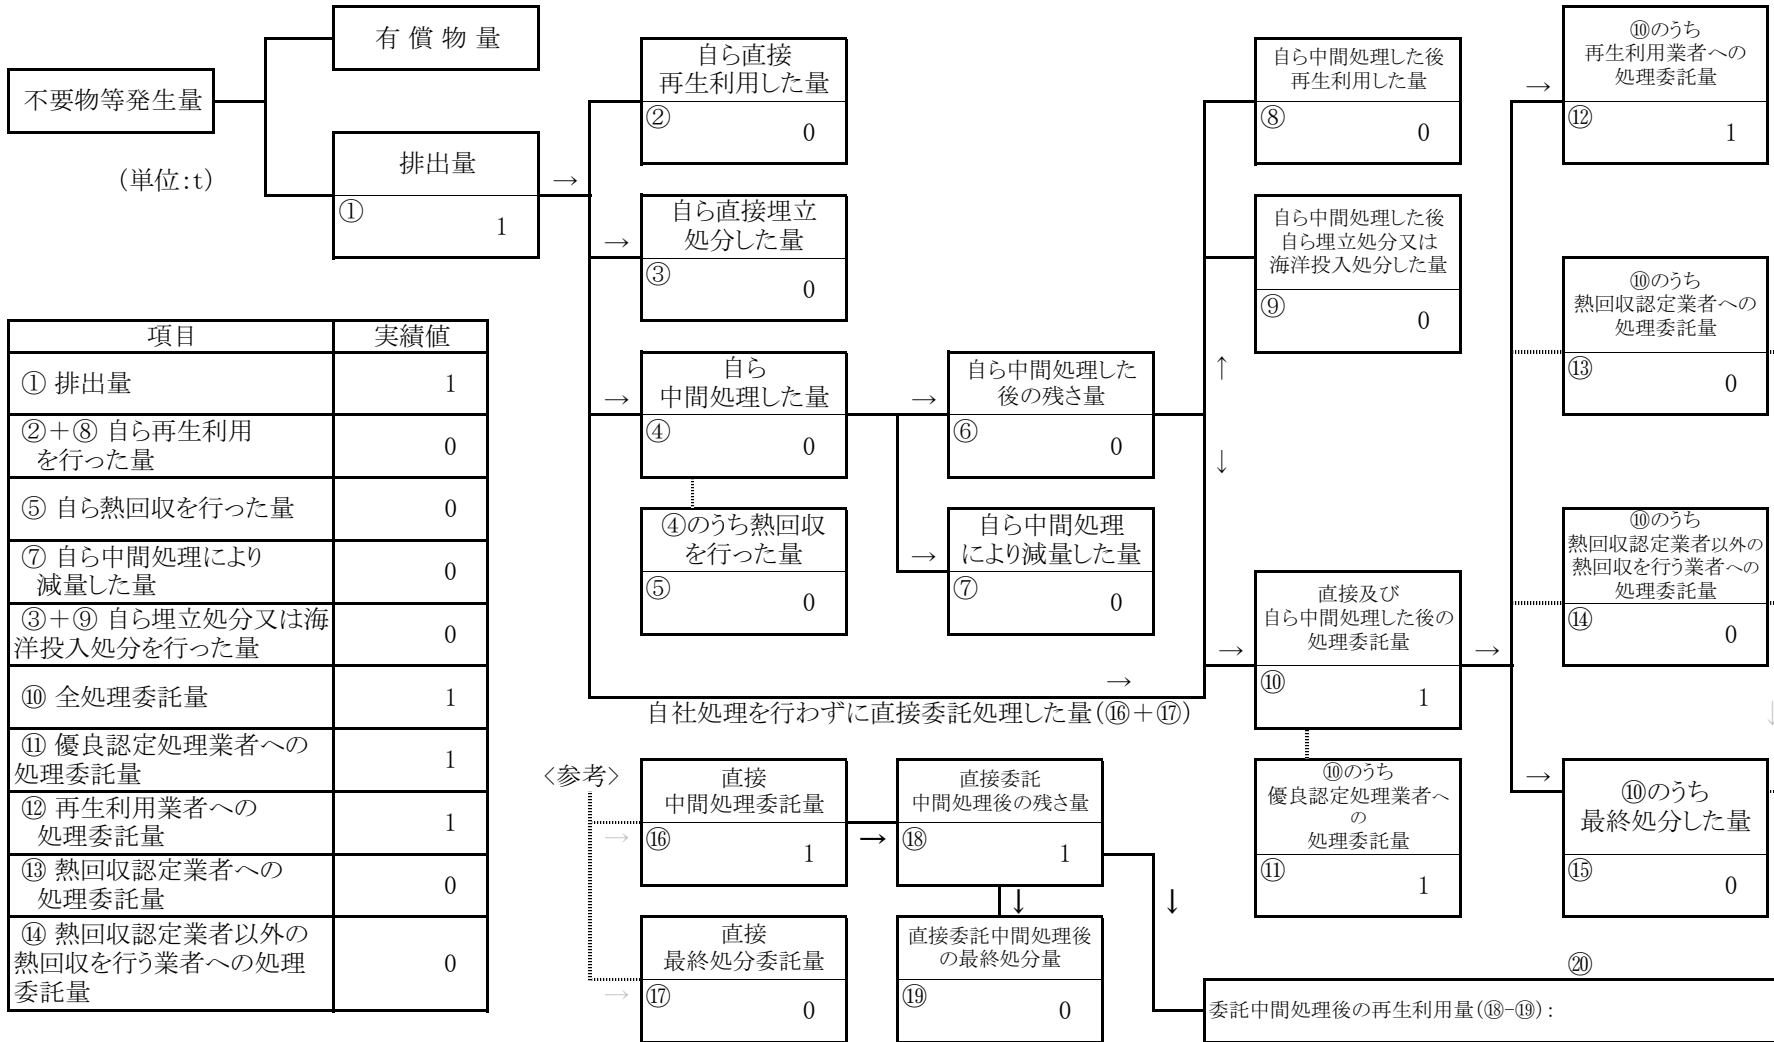 不要物等発生量
(単位:t)
有 償 物 量
排出量
①
1
→
自ら直接
再生利用した量
②
0
→
自ら直接埋立
処分した量
③
0
→
自ら
中間処理した量
④
0
④のうち熱回収
を行った量
⑤
0
→
自ら中間処理した
後の残さ量
⑥
0
→
自ら中間処理
により減量した量
⑦
0
自ら中間処理した後
再生利用した量
⑧
0
自ら中間処理した後
自ら埋立処分又は
海洋投入処分した量
⑨
0
↑
↓
→
直接及び
自ら中間処理した後の
処理委託量
⑩
1
→
⑩のうち
優良認定処理業者へ
の
処理委託量
⑪
1
→
⑩のうち
再生利用業者への
処理委託量
⑫
1
⑩のうち
熱回収認定業者への
処理委託量
⑬
0
⑩のうち
熱回収認定業者以外の
熱回収を行う業者への
処理委託量
⑭
0
↓
→
⑩のうち
最終処分した量
⑮
0
→
自社処理を行わずに直接委託処理した量(⑯+⑰)
項目 実績値
① 排出量 1
②+⑧ 自ら再生利用
を行った量 0
⑤ 自ら熱回収を行った量 0
⑦ 自ら中間処理により
減量した量 0
③+⑨ 自ら埋立処分又は海
洋投入処分を行った量 0
⑩ 全処理委託量 1
⑪ 優良認定処理業者への
処理委託量 1
⑫ 再生利用業者への
処理委託量 1
⑬ 熱回収認定業者への
処理委託量 0
⑭ 熱回収認定業者以外の
熱回収を行う業者への処理
委託量 0
〈参考〉
→
直接
中間処理委託量
⑯
1
→
直接委託
中間処理後の残さ量
⑱
1
↓
↓
→
直接
最終処分委託量
⑰
0
直接委託中間処理後
の最終処分量
⑲
0
⑳
委託中間処理後の再生利用量(⑱-⑲):